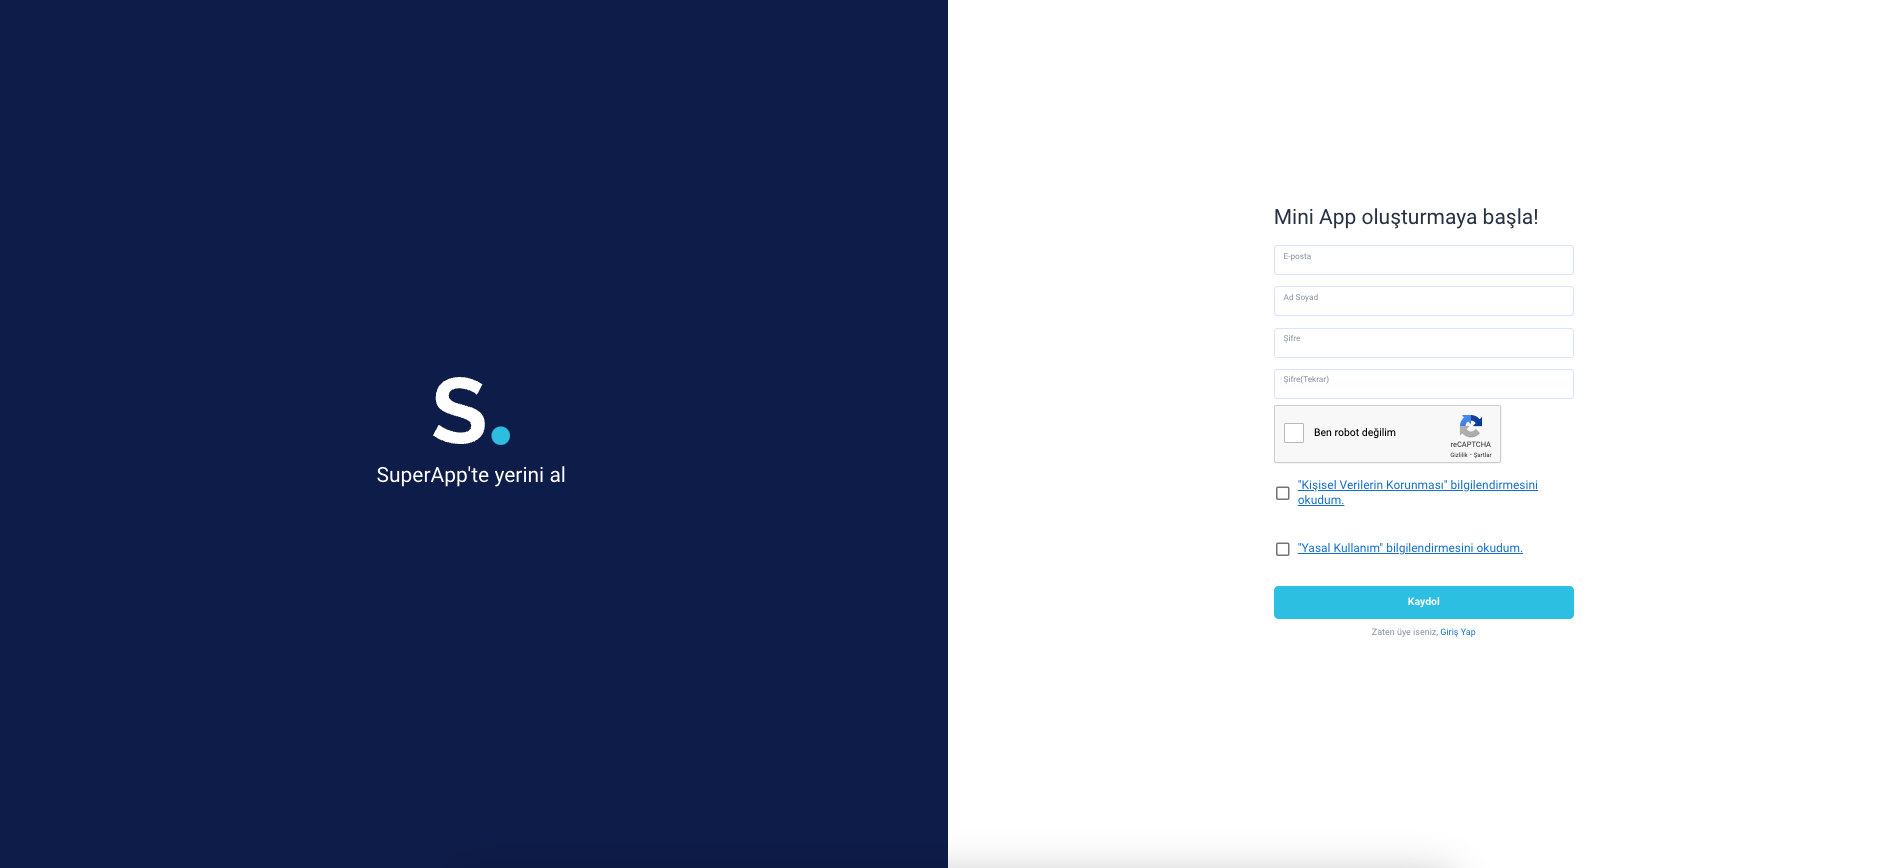 S.
SuperApp'te yerini al
Mini App oluşturmaya başla!
E-posta
Ad Soyad
Şifre
Şifre(Tekrar)
Ben robot değilim
reCAPTCHA
Gizlilik - Şartlar
"Kişisel Verilerin Korunması" bilgilendirmesini
okudum.
"Yasal Kullanım" bilgilendirmesini okudum.
Kaydol
Zaten üye iseniz, Giriş Yap